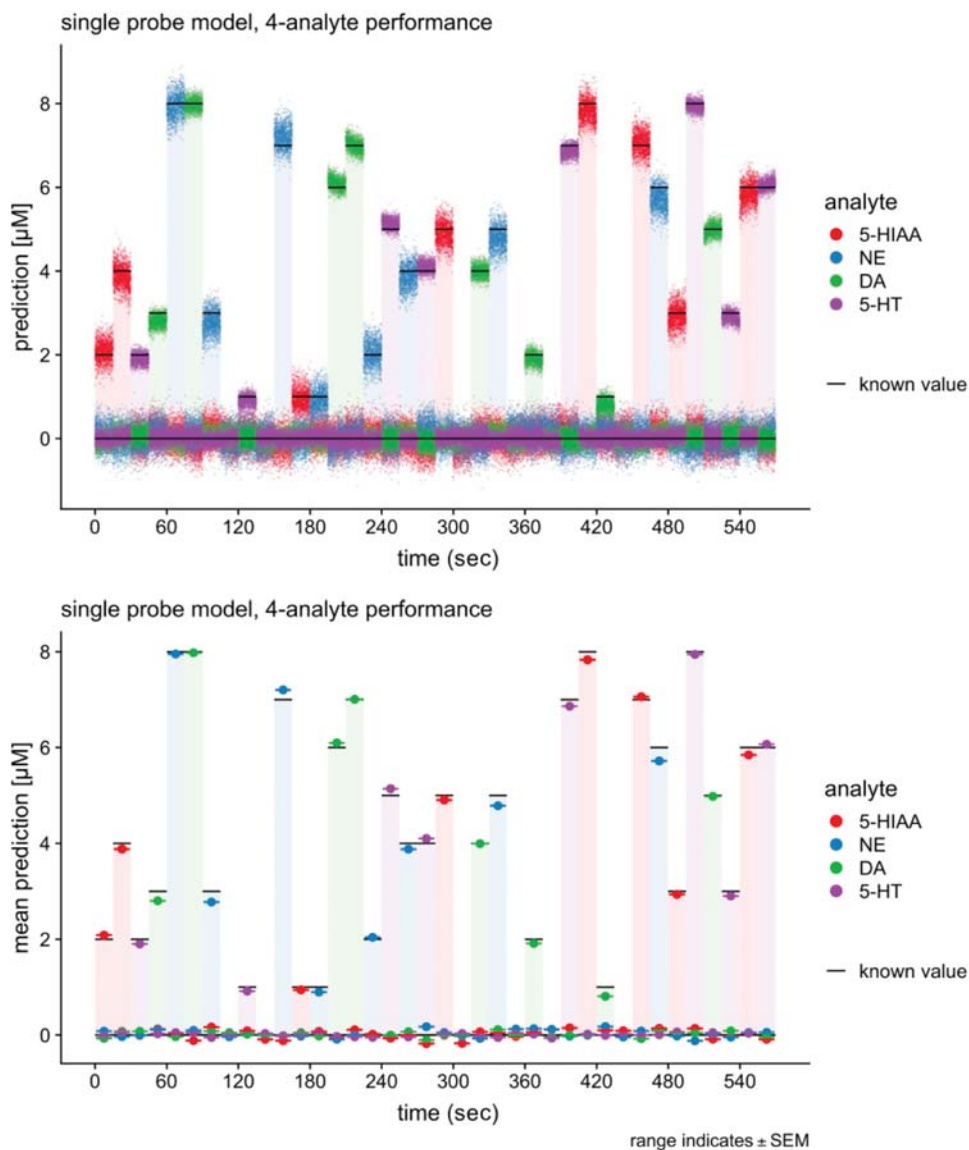 single probe model, 4-analyte performance
8
6
4
2
0
prediction [µM]
0 60 120 180 240 300 360 420 480 540
time (sec)
analyte
5-HIAA
NE
DA
5-HT
known value
single probe model, 4-analyte performance
8
6
4
2
0
mean prediction [µM]
0 60 120 180 240 300 360 420 480 540
time (sec)
analyte
5-HIAA
NE
DA
5-HT
known value
range indicates ± SEM